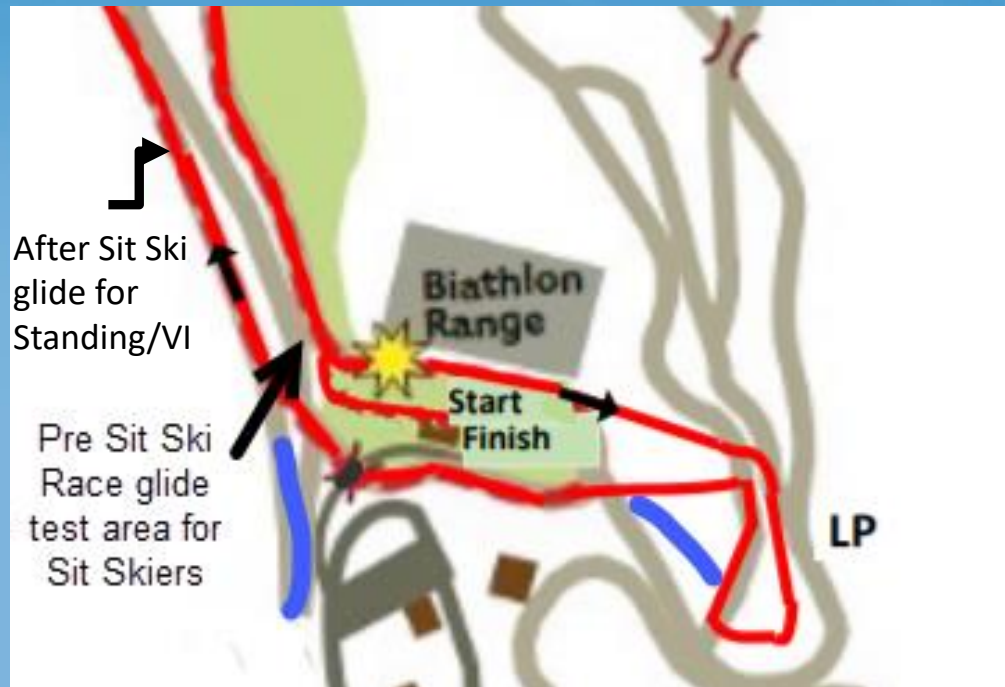 After Sit Ski
glide for
Standing/VI
Biathlon
Range
Start
Finish
Pre Sit Ski
Race glide
test area for
Sit Skiers
LP